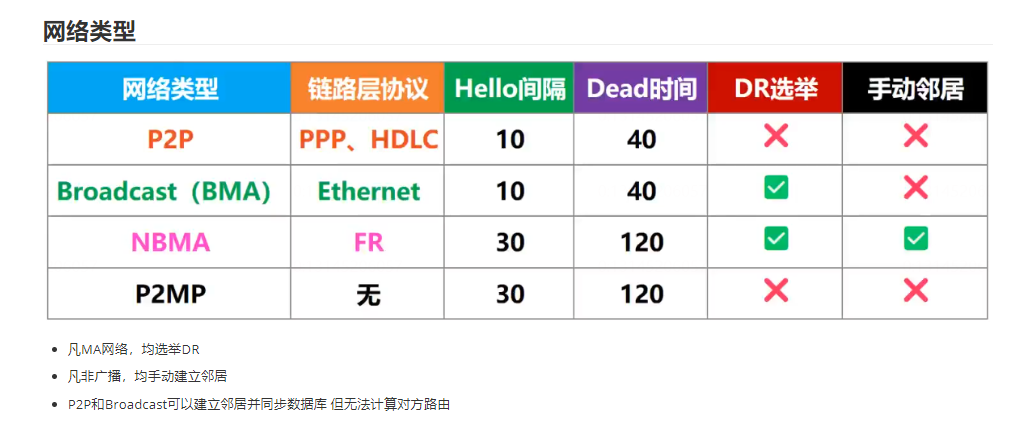 网络类型
网络类型 链路层协议 Hello间隔 Dead时间 DR选举 手动邻居
P2P PPP、HDLC 10 40 ❌ ❌
Broadcast（BMA） Ethernet 10 40 ✅ ❌
NBMA FR 30 120 ✅ ✅
P2MP 无 30 120 ❌ ❌
• 凡MA网络，均选举DR
• 凡非广播，均手动建立邻居
• P2P和Broadcast可以建立邻居并同步数据库 但无法计算对方路由